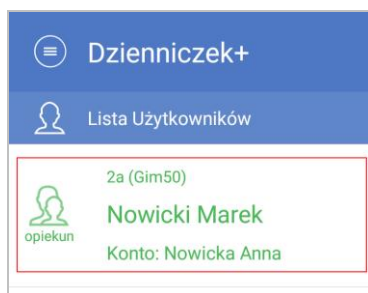 Dzienniczek+
Lista Użytkowników
2a (Gim50)
Nowicki Marek
opiekun
Konto: Nowicka Anna